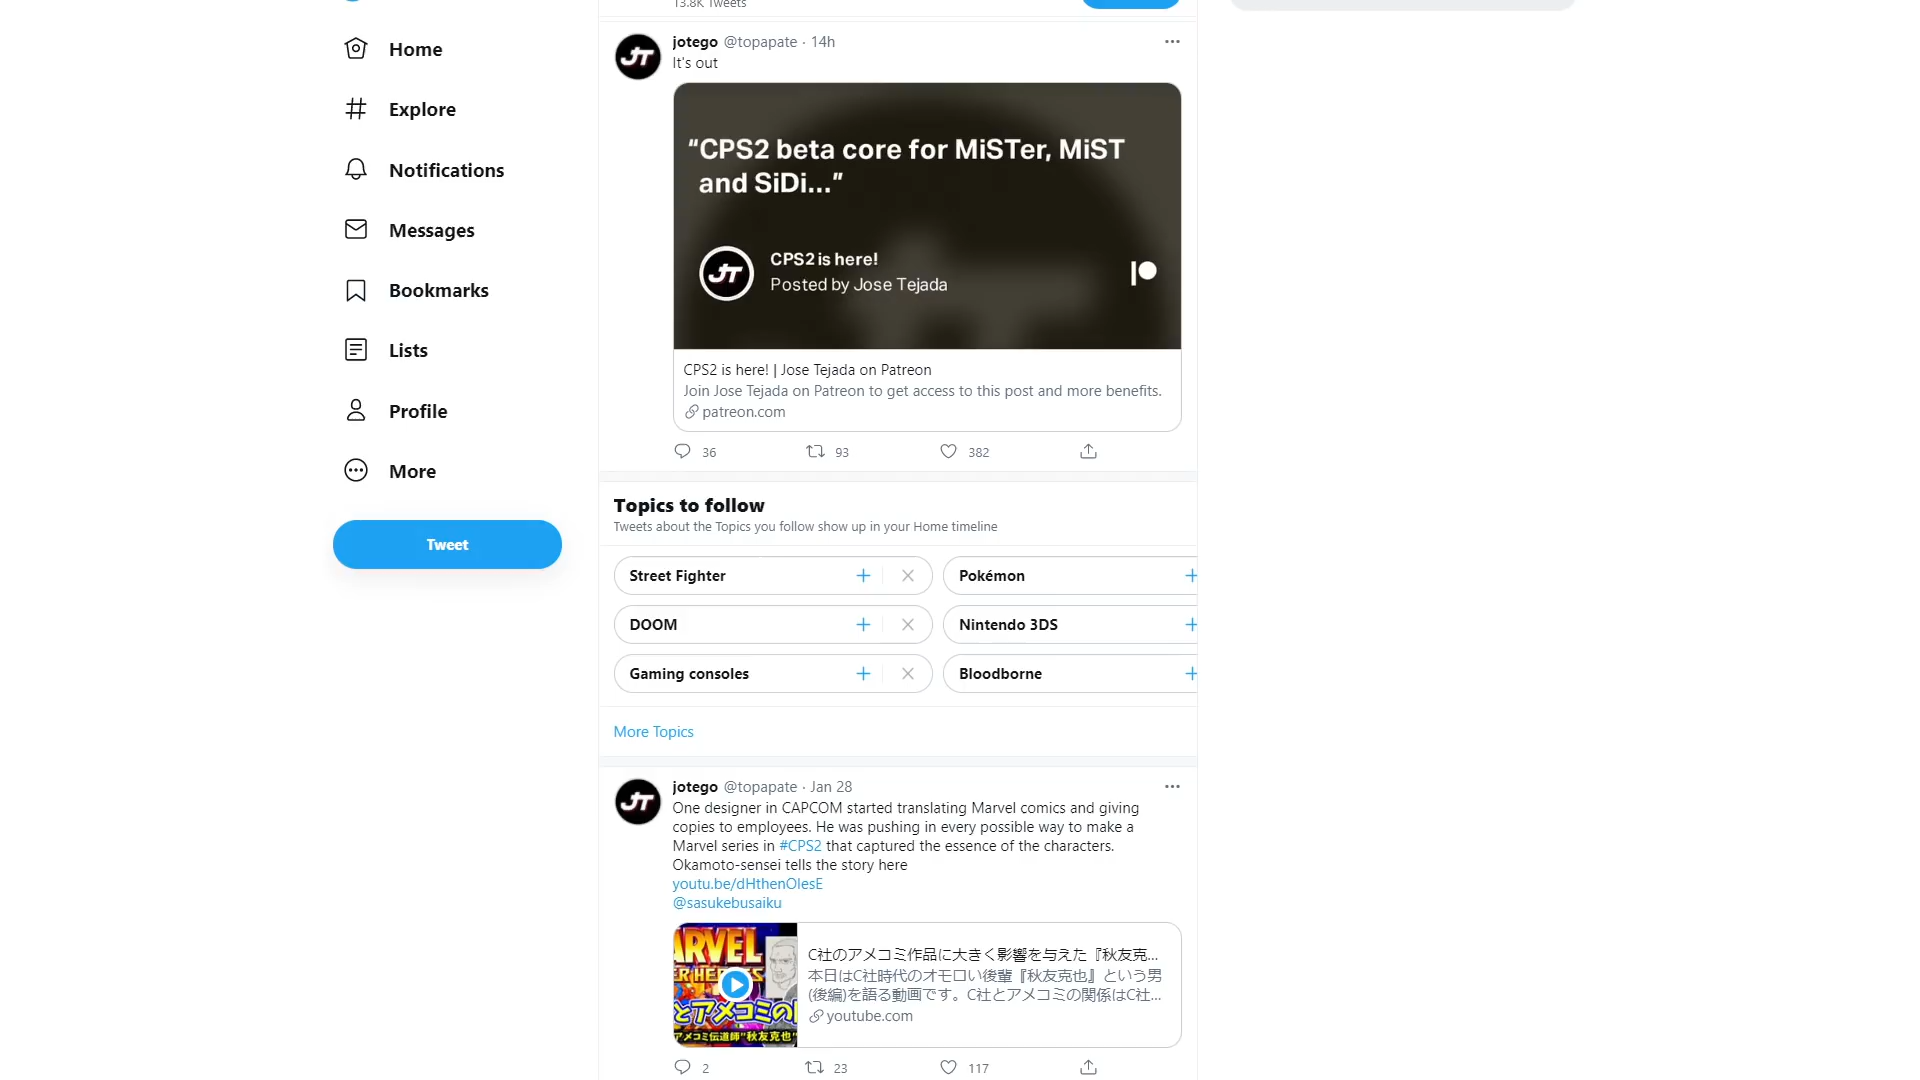 13.8K Tweets
Home
Explore
Notifications
Messages
Bookmarks
Lists
Profile
More
Tweet
jotego @topapate · 14h
It's out
“CPS2 beta core for MiSTer, MiST
and SiDi...”
JT
CPS2 is here!
Posted by Jose Tejada
CPS2 is here! | Jose Tejada on Patreon
Join Jose Tejada on Patreon to get access to this post and more benefits.
patreon.com
36 93 382
Topics to follow
Tweets about the Topics you follow show up in your Home timeline
Street Fighter
Pokémon
DOOM
Nintendo 3DS
Gaming consoles
Bloodborne
More Topics
jotego @topapate · Jan 28
One designer in CAPCOM started translating Marvel comics and giving
copies to employees. He was pushing in every possible way to make a
Marvel series in #CPS2 that captured the essence of the characters.
Okamoto-sensei tells the story here
youtu.be/dHthenOlesE
@sasukebusaiku
C社のアメコミ作品に大きく影響を与えた『秋友克...
本日はC社時代のオモロい後輩『秋友克也』という男
(後編)を語る動画です。C社とアメコミの関係はC社...
youtube.com
2 23 117